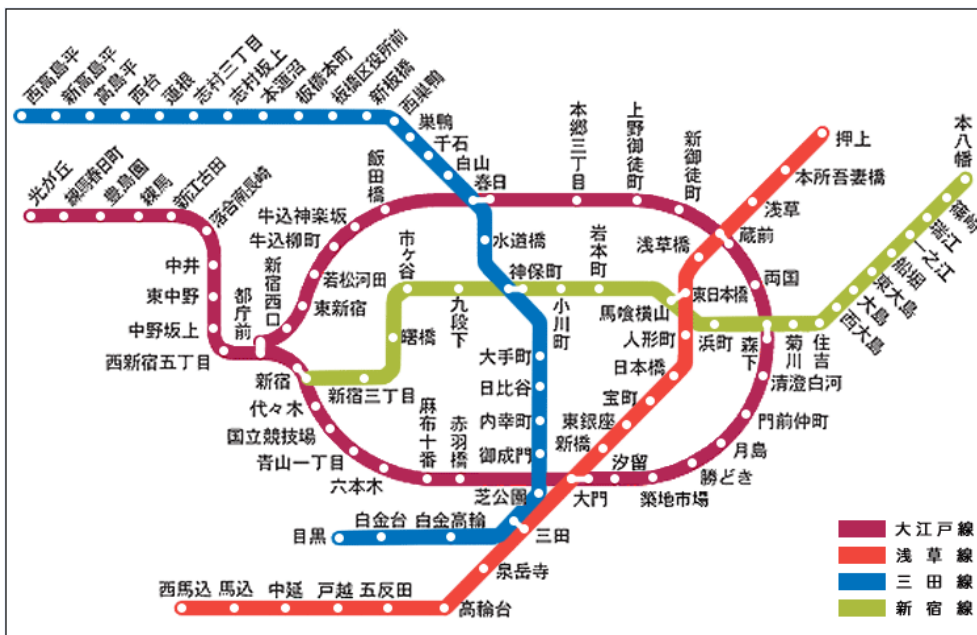 西高島平
新高島平
高島平
西台
蓮根
志村三丁目
志村坂上
本蓮沼
板橋本町
板橋区役所前
新板橋
西巣鴨
巣鴨
千石
白山
春日
水道橋
神保町
大手町
日比谷
内幸町
御成門
芝公園
三田
白金高輪
白金台
目黒
光が丘
練馬春日町
豊島園
練馬
新江古田
落合南長崎
中井
東中野
中野坂上
西新宿五丁目
都庁前
新宿西口
東新宿
若松河田
牛込柳町
牛込神楽坂
飯田橋
本郷三丁目
上野御徒町
新御徒町
蔵前
両国
森下
清澄白河
門前仲町
月島
勝どき
築地市場
汐留
大門
赤羽橋
麻布十番
六本木
青山一丁目
国立競技場
代々木
新宿
新宿三丁目
曙橋
市ヶ谷
九段下
小川町
岩本町
馬喰横山
浜町
菊川
住吉
西大島
大島
東大島
船堀
一之江
瑞江
篠崎
本八幡
押上
本所吾妻橋
浅草
浅草橋
東日本橋
人形町
日本橋
宝町
東銀座
新橋
泉岳寺
高輪台
五反田
戸越
中延
馬込
西馬込
大江戸線
浅草線
三田線
新宿線